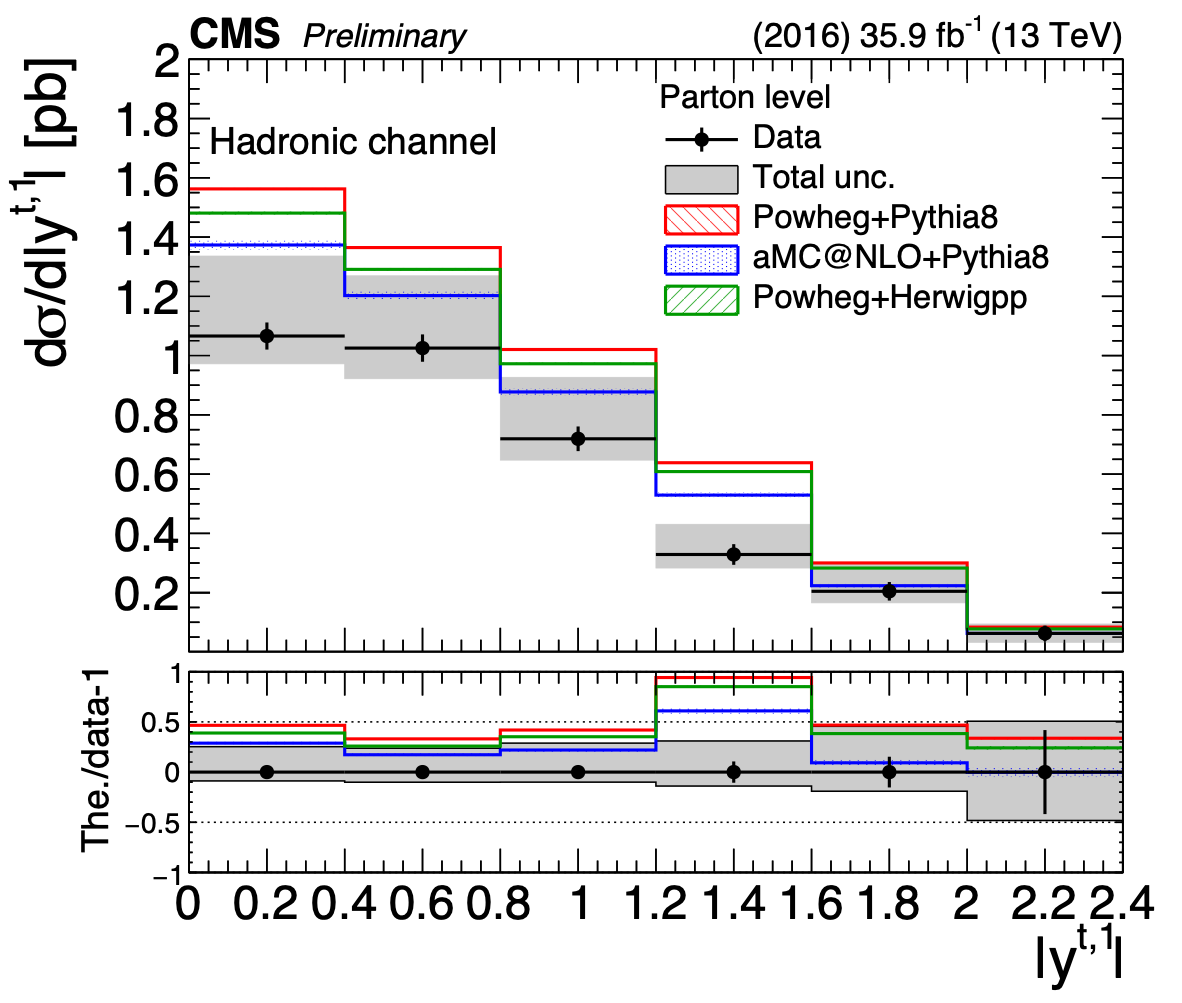 CMS Preliminary (2016) 35.9 fb⁻¹ (13 TeV)
dσ/d|y^{t,1}| [pb]
2
1.8
1.6
1.4
1.2
1
0.8
0.6
0.4
0.2
Hadronic channel
Parton level
Data
Total unc.
Powheg+Pythia8
aMC@NLO+Pythia8
Powheg+Herwigpp
The./data-1
1
0.5
0
−0.5
−1
0 0.2 0.4 0.6 0.8 1 1.2 1.4 1.6 1.8 2 2.2 2.4
|y^{t,1}|